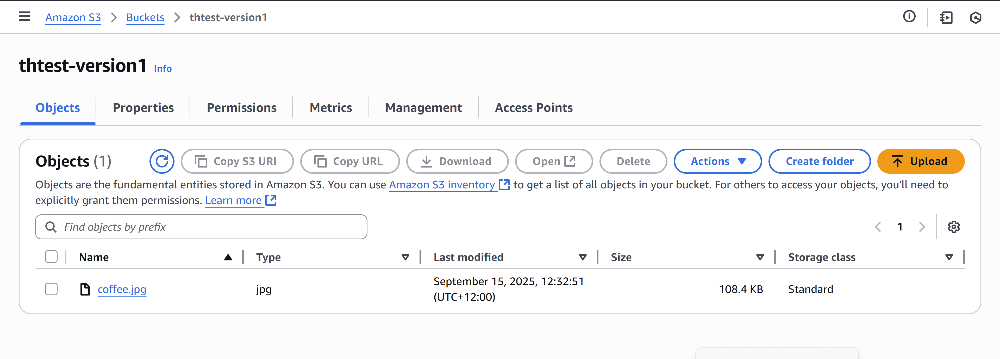 Amazon S3 > Buckets > thtest-version1
thtest-version1 Info
Objects Properties Permissions Metrics Management Access Points
Objects (1) Copy S3 URI Copy URL Download Open Delete Actions Create folder Upload
Objects are the fundamental entities stored in Amazon S3. You can use Amazon S3 inventory to get a list of all objects in your bucket. For others to access your objects, you'll need to
explicitly grant them permissions. Learn more
Find objects by prefix 1
Name Type Last modified Size Storage class
coffee.jpg jpg September 15, 2025, 12:32:51 (UTC+12:00) 108.4 KB Standard